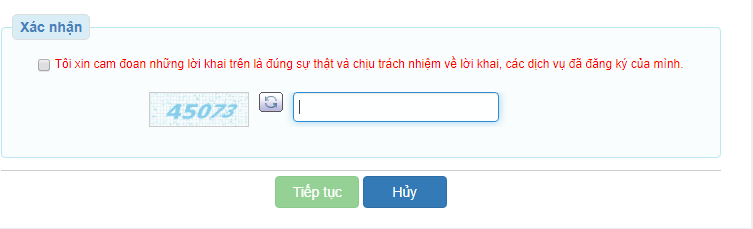 Xác nhận
Tôi xin cam đoan những lời khai trên là đúng sự thật và chịu trách nhiệm về lời khai, các dịch vụ đã đăng ký của mình.
45073
Tiếp tục
Hủy